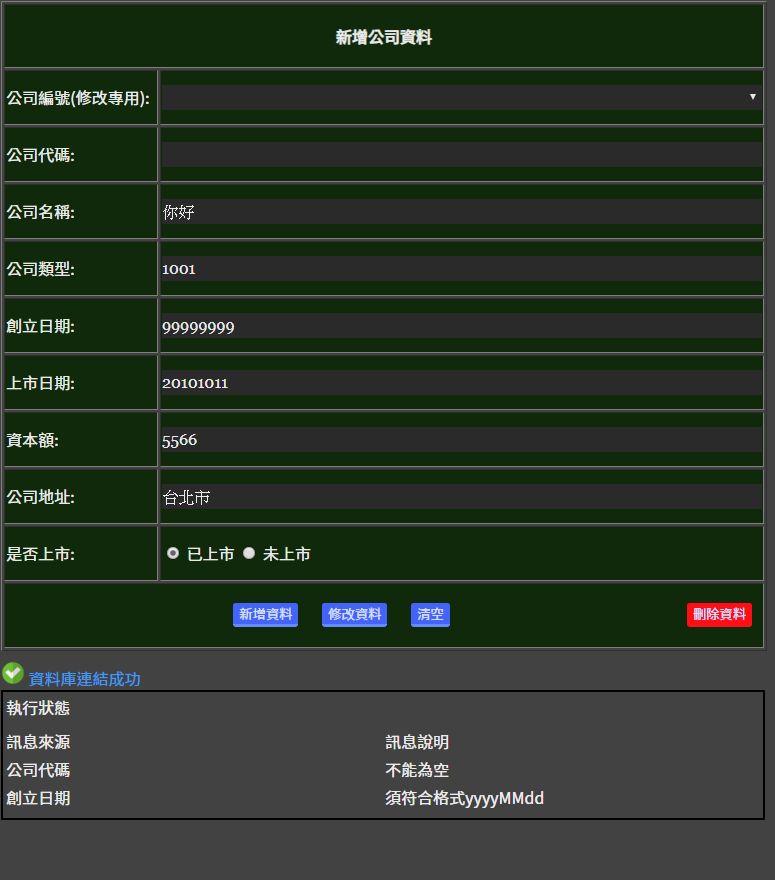 新增公司資料
公司編號(修改專用):
公司代碼:
公司名稱: 你好
公司類型: 1001
創立日期: 99999999
上市日期: 20101011
資本額: 5566
公司地址: 台北市
是否上市: 已上市 未上市
新增資料 修改資料 清空 刪除資料
資料庫連結成功
執行狀態
訊息來源 訊息說明
公司代碼 不能為空
創立日期 須符合格式yyyyMMdd